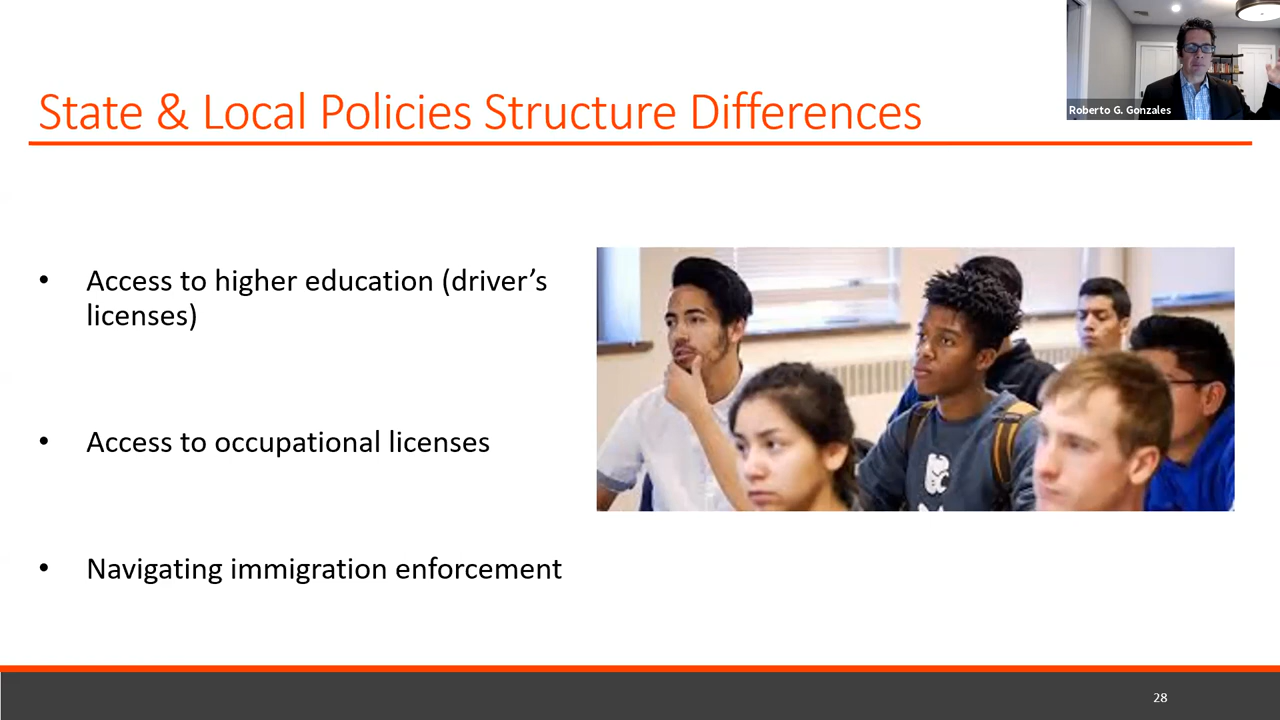 State & Local Policies Structure Differences
Roberto G. Gonzales
• Access to higher education (driver’s
licenses)
• Access to occupational licenses
• Navigating immigration enforcement
28